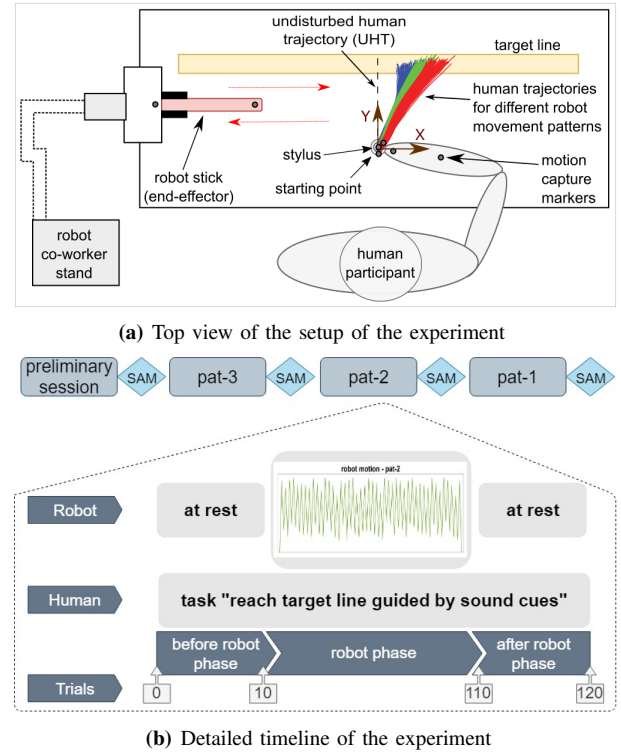 undisturbed human
trajectory (UHT)
target line
human trajectories
for different robot
movement patterns
Y
X
stylus
starting point
motion
capture
markers
robot stick
(end-effector)
robot
co-worker
stand
human
participant
(a) Top view of the setup of the experiment
preliminary
session
SAM
pat-3
SAM
pat-2
SAM
pat-1
SAM
robot motion - pat-2
Robot
at rest
at rest
Human
task "reach target line guided by sound cues"
before robot
phase
robot phase
after robot
phase
Trials
0
10
110
120
(b) Detailed timeline of the experiment